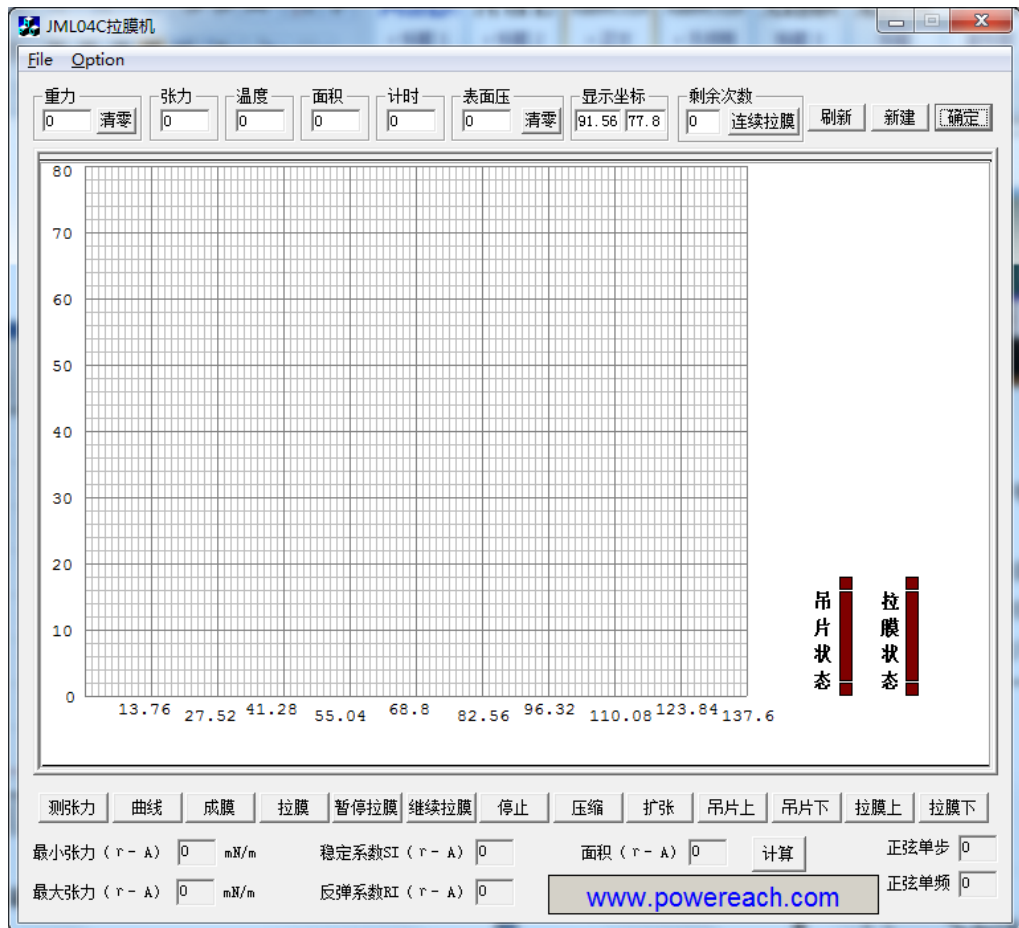 JML04C拉膜机
File Option
重力 张力 温度 面积 计时 表面压 显示坐标 剩余次数
0 清零 0 0 0 0 0 清零 91.56 77.8 0 连续拉膜 刷新 新建 确定
80
70
60
50
40
30
20
10
0
吊片状态
拉膜状态
13.76 27.52 41.28 55.04 68.8 82.56 96.32 110.08 123.84 137.6
测张力 曲线 成膜 拉膜 暂停拉膜 继续拉膜 停止 压缩 扩张 吊片上 吊片下 拉膜上 拉膜下
最小张力(r-A) 0 mN/m 稳定系数SI(r-A) 0 面积(r-A) 0 计算 正弦单步 0
最大张力(r-A) 0 mN/m 反弹系数RI(r-A) 0 www.powereach.com 正弦单频 0